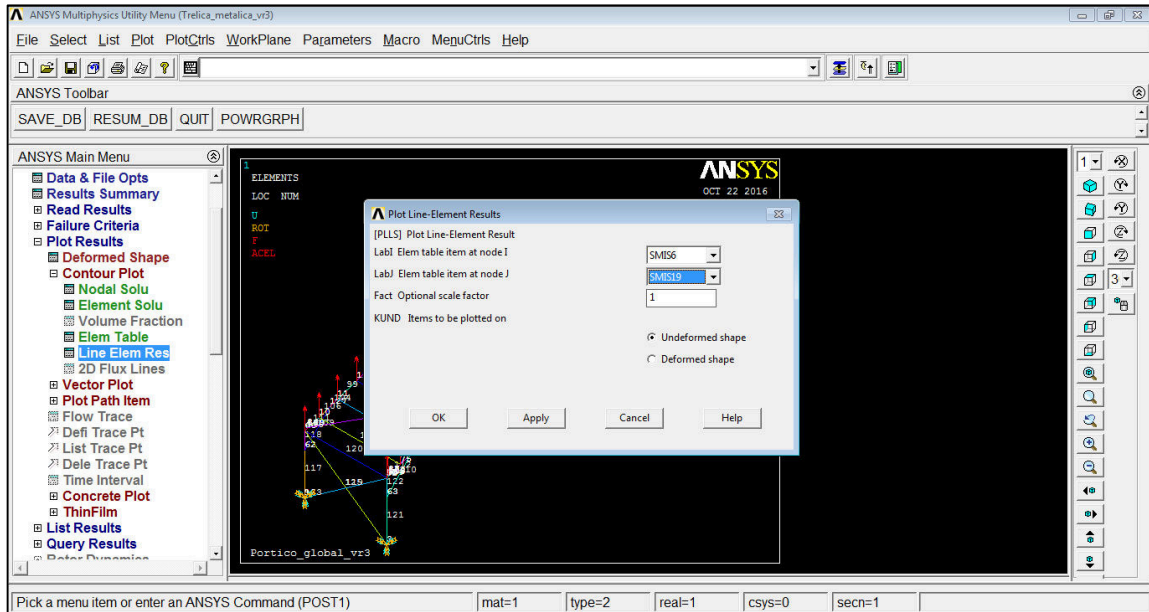 ANSYS Multiphysics Utility Menu (Trelica_metalica_vr3)
File Select List Plot PlotCtrls WorkPlane Parameters Macro MenuCtrls Help
ANSYS Toolbar
SAVE_DB RESUM_DB QUIT POWRGRPH
ANSYS Main Menu
Data & File Opts
Results Summary
Read Results
Failure Criteria
Plot Results
Deformed Shape
Contour Plot
Nodal Solu
Element Solu
Volume Fraction
Elem Table
Line Elem Res
2D Flux Lines
Vector Plot
Plot Path Item
Flow Trace
Defi Trace Pt
List Trace Pt
Dele Trace Pt
Time Interval
Concrete Plot
ThinFilm
List Results
Query Results
Rotor Dynamics
1
ELEMENTS
LOC NUM
U
ROT
F
ACEL
ANSYS
OCT 22 2016
Plot Line-Element Results
[PLLS] Plot Line-Element Result
LabI Elem table item at node I SMIS6
LabJ Elem table item at node J SMIS19
Fact Optional scale factor 1
KUND Items to be plotted on
Undeformed shape
Deformed shape
OK Apply Cancel Help
99
106
118
62
120
117
122
63
121
Portico_global_vr3
1
3
Pick a menu item or enter an ANSYS Command (POST1) mat=1 type=2 real=1 csys=0 secn=1